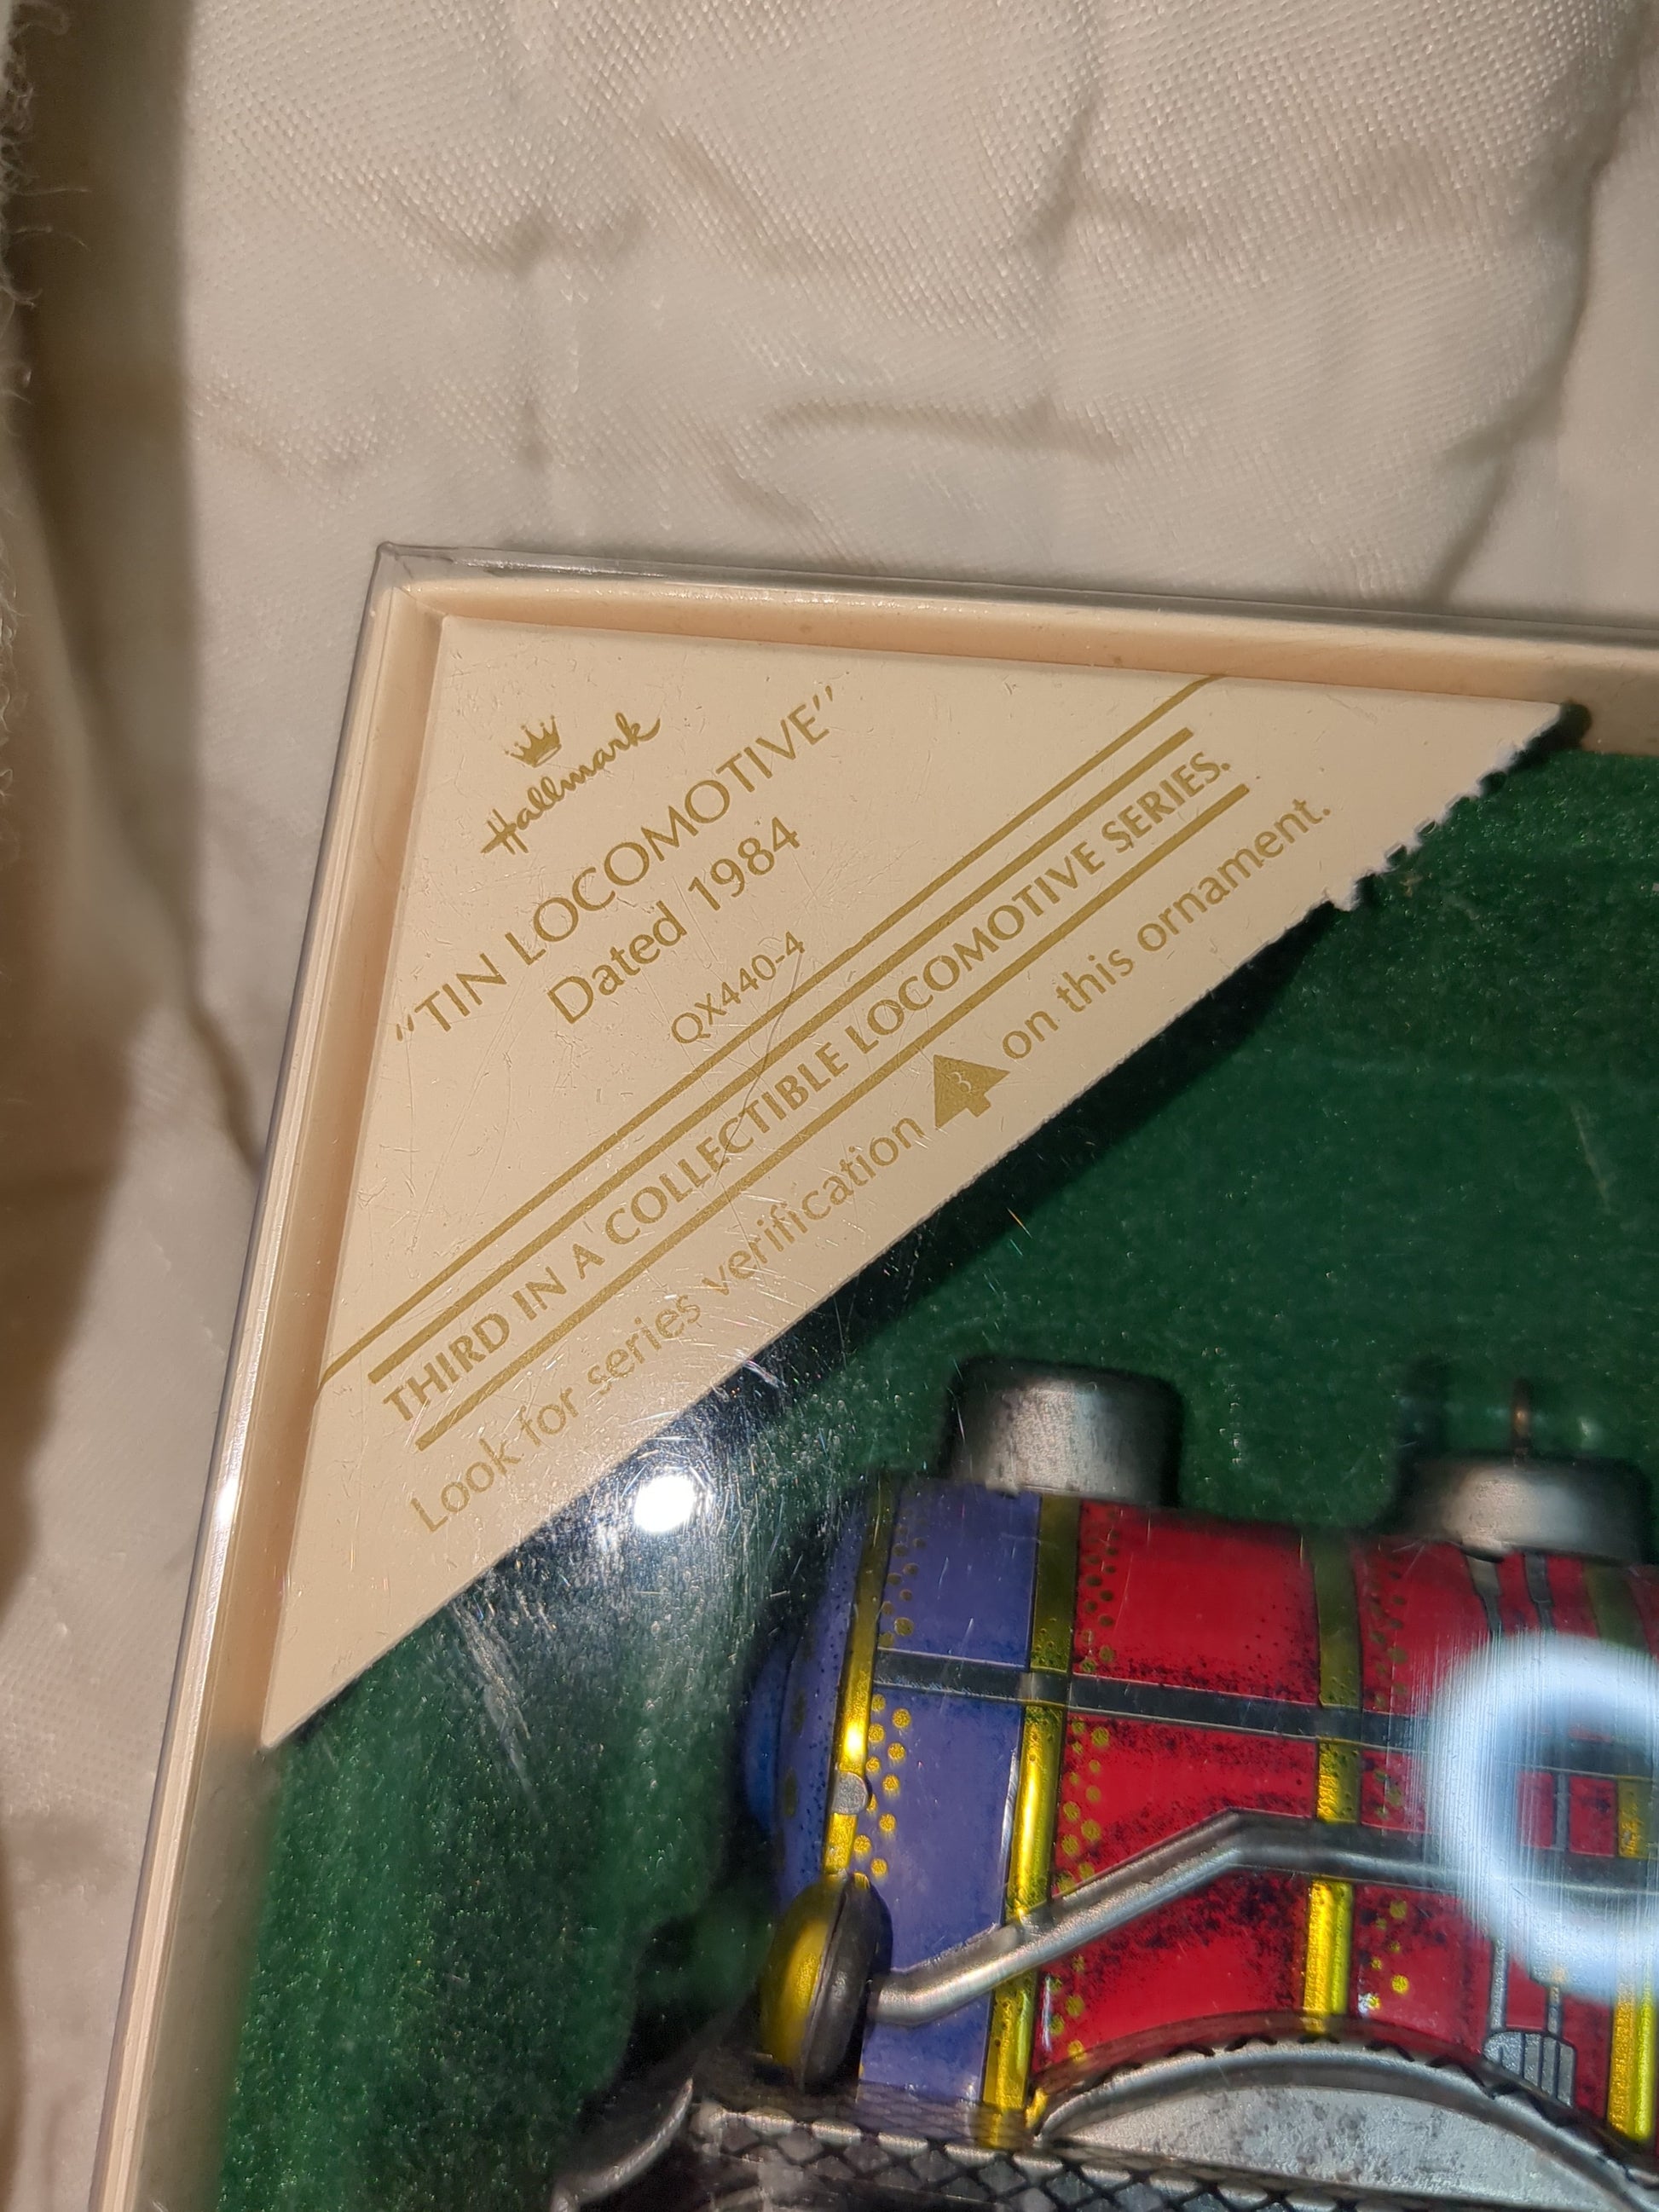 Hallmark
"TIN LOCOMOTIVE"
Dated 1984
QX440-4
THIRD IN A COLLECTIBLE LOCOMOTIVE SERIES.
Look for series verification 3 on this ornament.